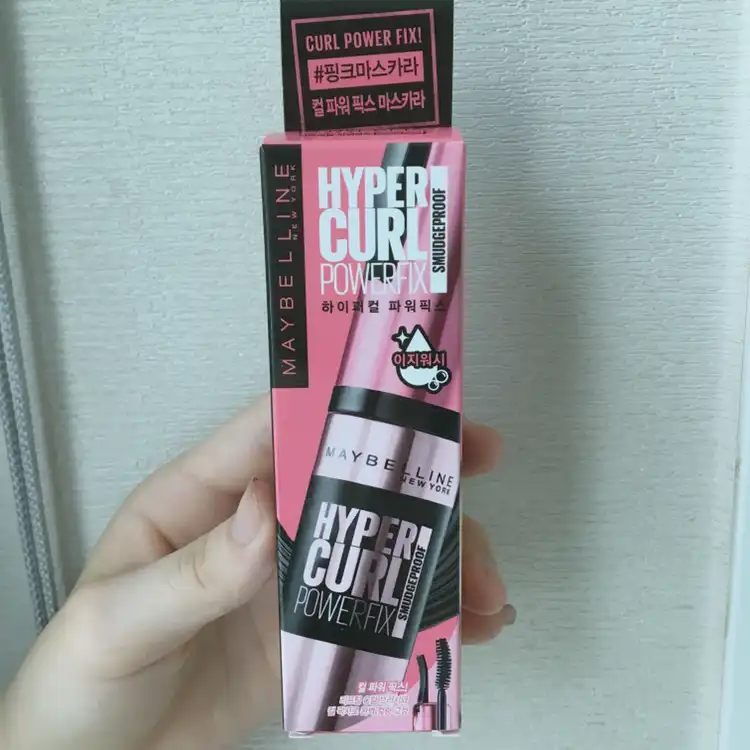 CURL POWER FIX!
#핑크마스카라
컬 파워 픽스 마스카라
MAYBELLINE
NEW YORK
HYPER
CURL
POWERFIX
SMUDGEPROOF
하이퍼컬 파워픽스
이지워시
MAYBELLINE
NEW YORK
HYPER
CURL
POWERFIX
SMUDGEPROOF
컬 파워 픽스!